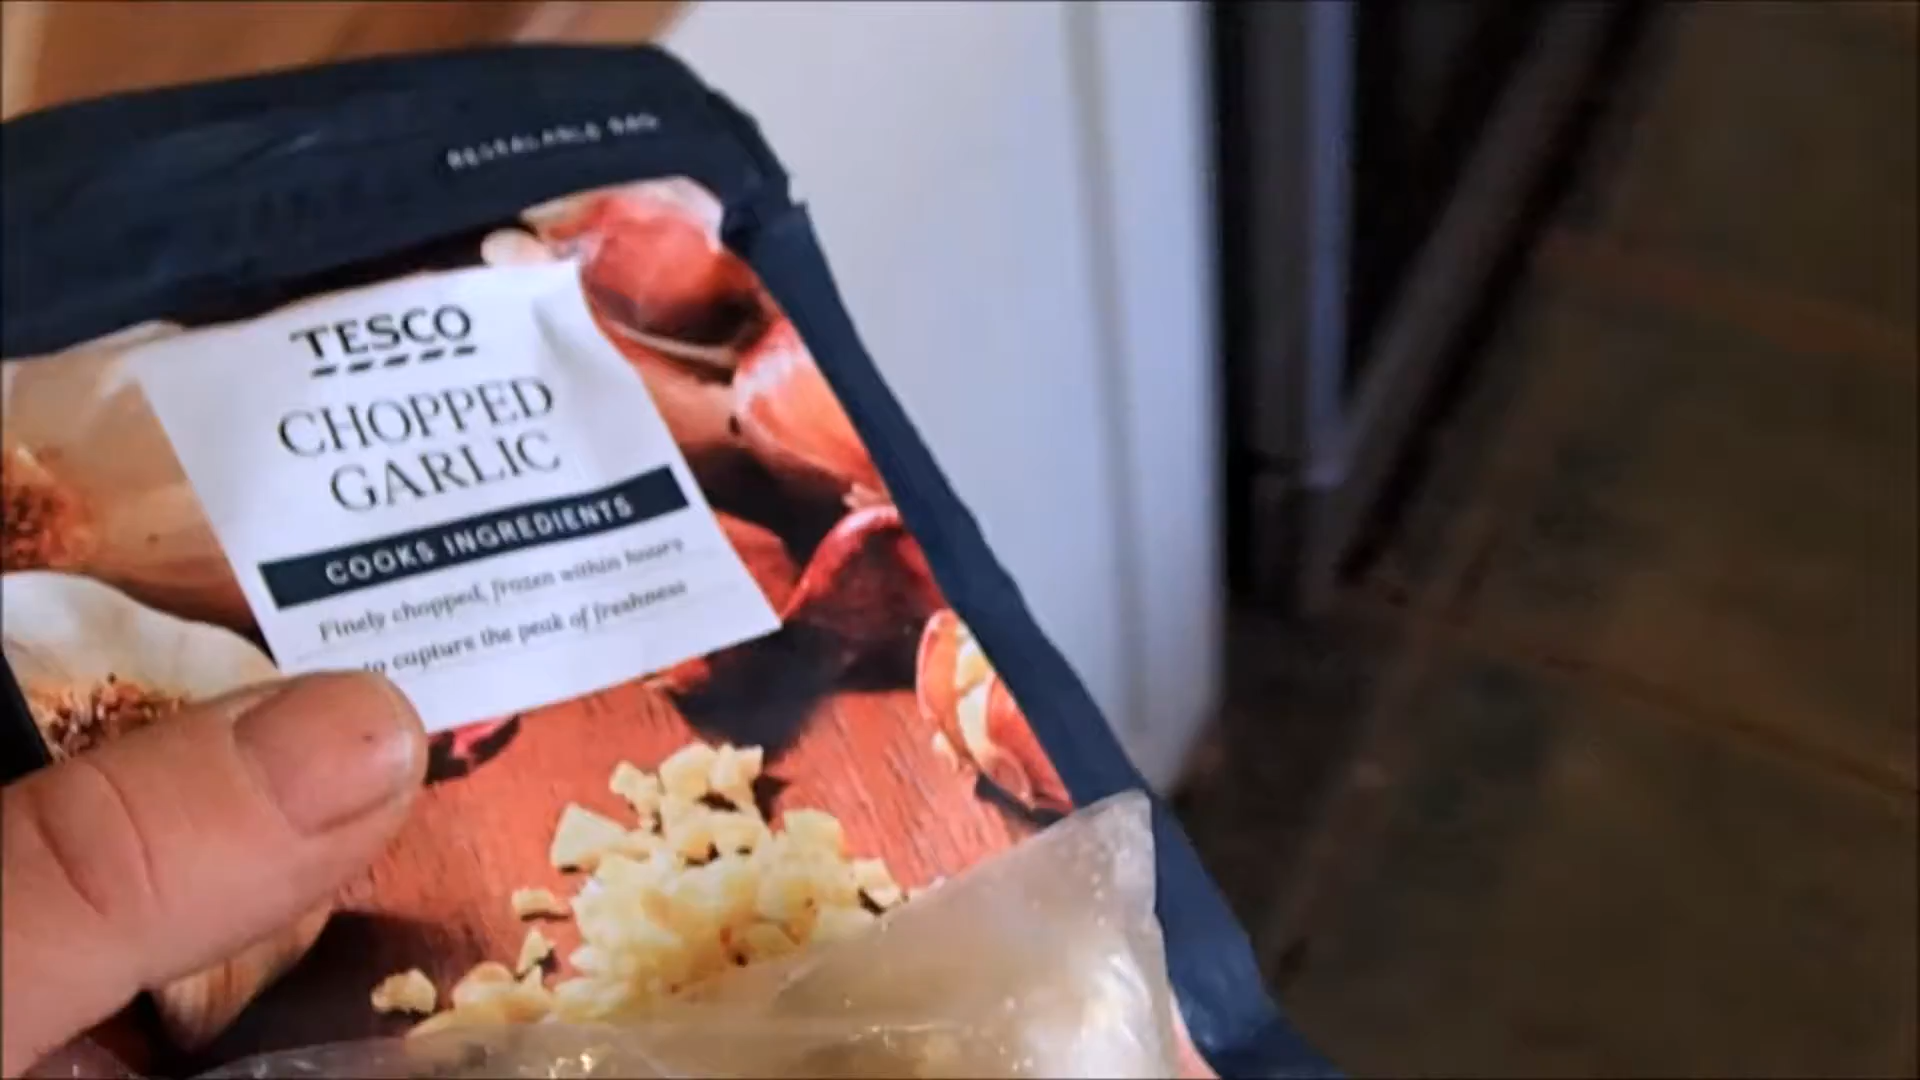 RESEALABLE BAG
TESCO
CHOPPED
GARLIC
COOKS INGREDIENTS
Finely chopped, frozen within hours
to capture the peak of freshness